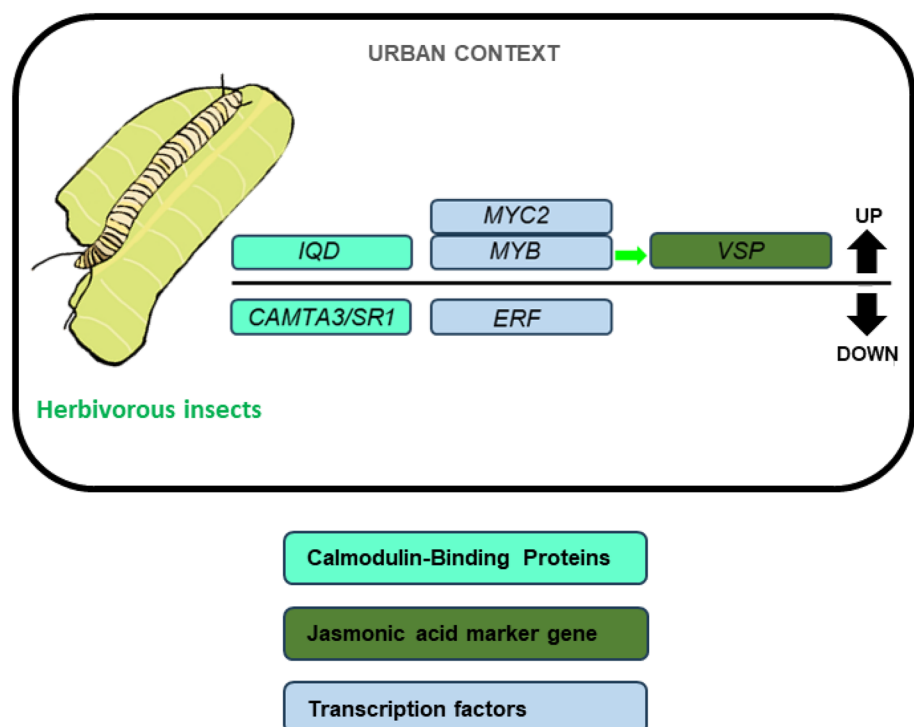 URBAN CONTEXT
MYC2
UP
IQD
MYB
VSP
CAMTA3/SR1
ERF
DOWN
Herbivorous insects
Calmodulin-Binding Proteins
Jasmonic acid marker gene
Transcription factors